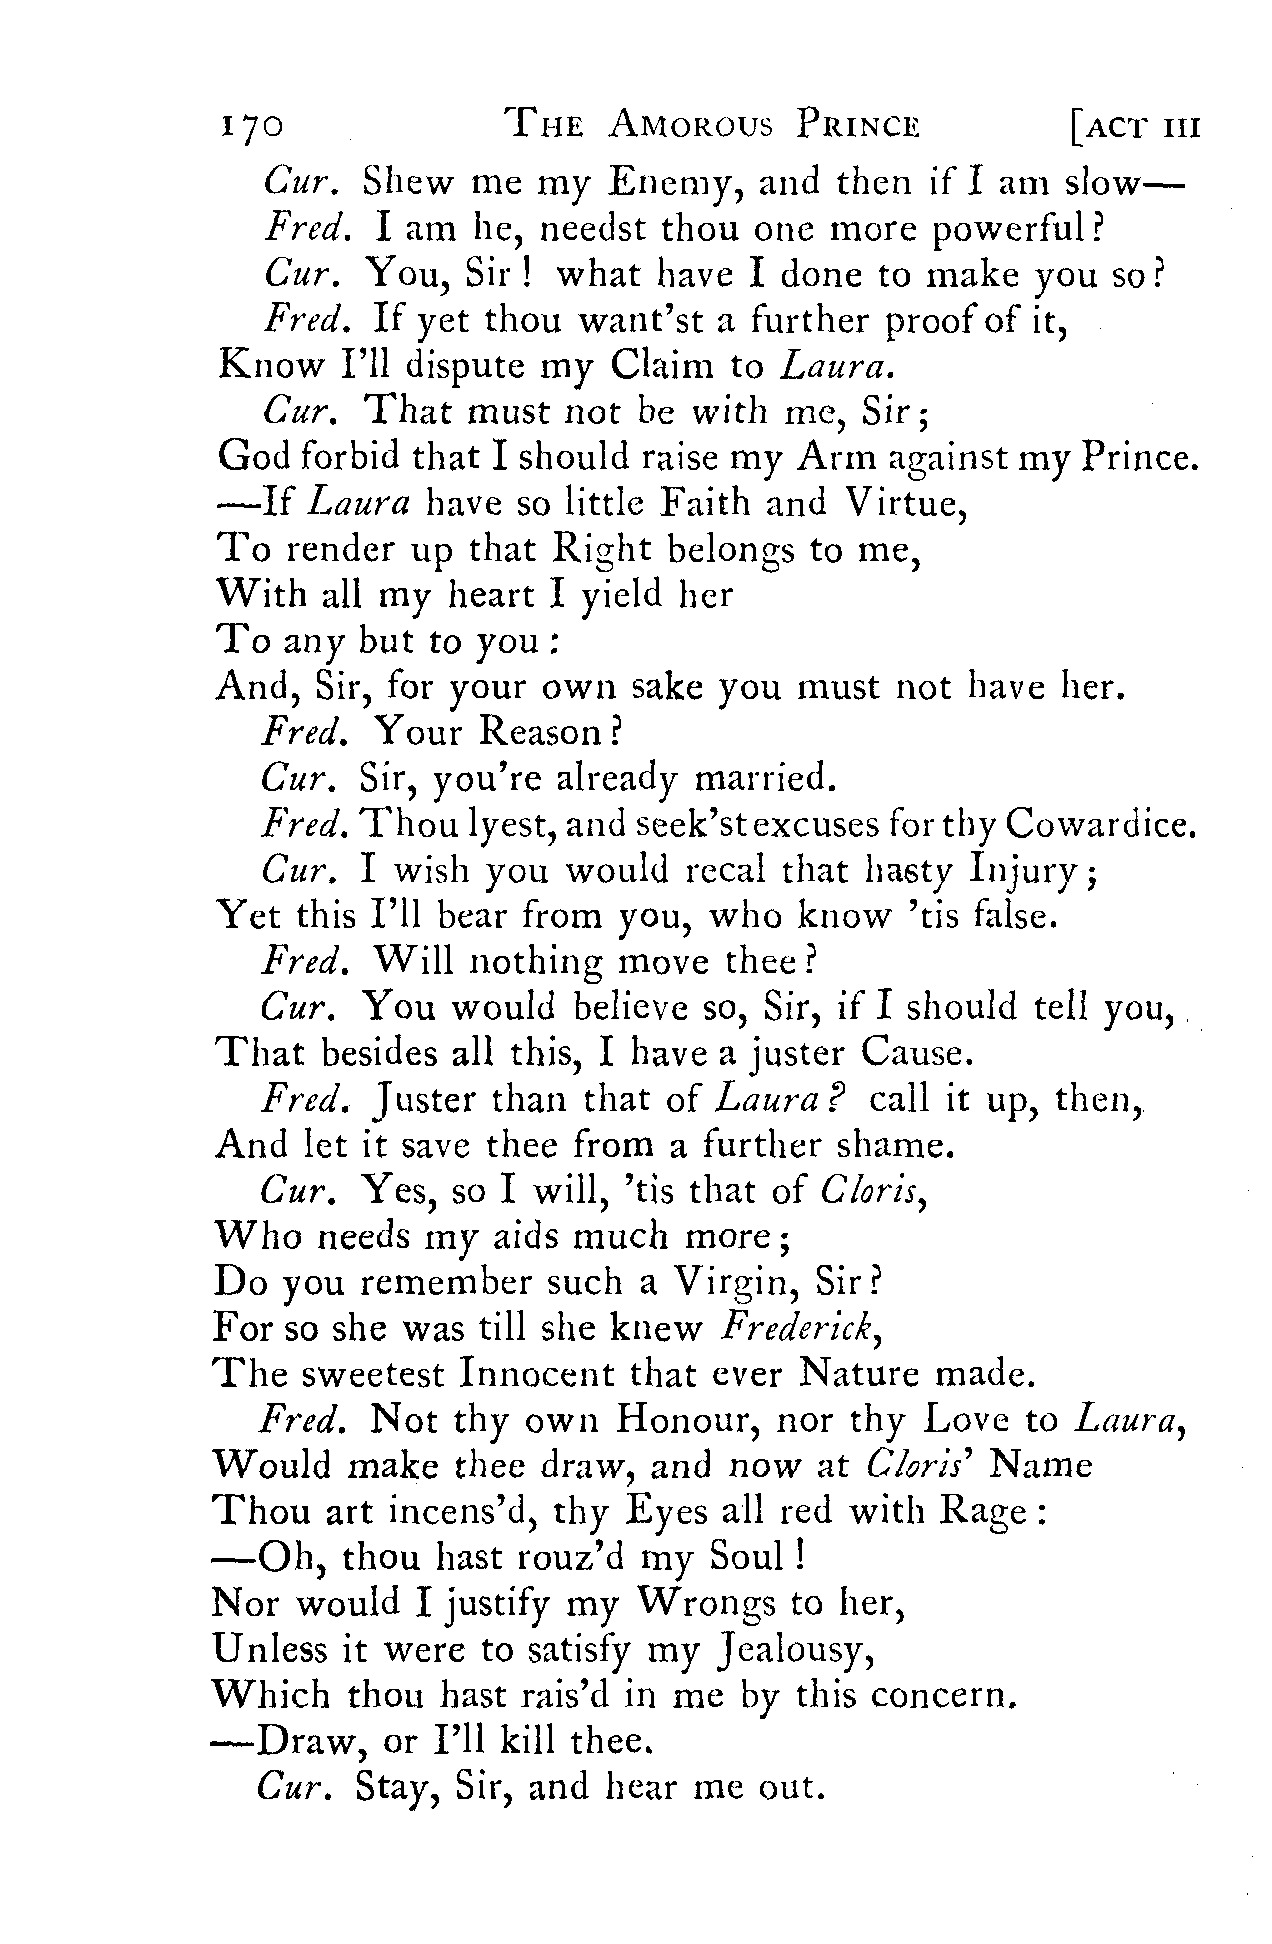 170 THE AMOROUS PRINCE [ACT III
Cur. Shew me my Enemy, and then if I am slow—
Fred. I am he, needst thou one more powerful?
Cur. You, Sir! what have I done to make you so?
Fred. If yet thou want'st a further proof of it,
Know I'll dispute my Claim to Laura.
Cur. That must not be with me, Sir;
God forbid that I should raise my Arm against my Prince.
—If Laura have so little Faith and Virtue,
To render up that Right belongs to me,
With all my heart I yield her
To any but to you:
And, Sir, for your own sake you must not have her.
Fred. Your Reason?
Cur. Sir, you're already married.
Fred. Thou lyest, and seek'st excuses for thy Cowardice.
Cur. I wish you would recal that hasty Injury;
Yet this I'll bear from you, who know 'tis false.
Fred. Will nothing move thee?
Cur. You would believe so, Sir, if I should tell you,
That besides all this, I have a juster Cause.
Fred. Juster than that of Laura? call it up, then,
And let it save thee from a further shame.
Cur. Yes, so I will, 'tis that of Cloris,
Who needs my aids much more;
Do you remember such a Virgin, Sir?
For so she was till she knew Frederick,
The sweetest Innocent that ever Nature made.
Fred. Not thy own Honour, nor thy Love to Laura,
Would make thee draw, and now at Cloris' Name
Thou art incens'd, thy Eyes all red with Rage:
—Oh, thou hast rouz'd my Soul!
Nor would I justify my Wrongs to her,
Unless it were to satisfy my Jealousy,
Which thou hast rais'd in me by this concern.
—Draw, or I'll kill thee.
Cur. Stay, Sir, and hear me out.